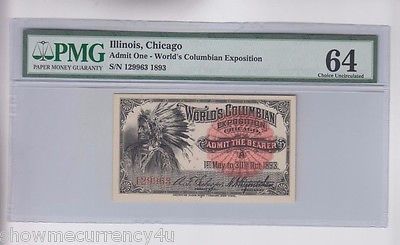 PMG
PAPER MONEY GUARANTY
Illinois, Chicago
Admit One - World's Columbian Exposition
S/N 129963 1893
64
Choice Uncirculated
WORLD'S COLUMBIAN
EXPOSITION
CHICAGO
ADMIT THE BEARER
A
1ST May to 30TH Oct. 1893.
129963
©showmecurrency4u